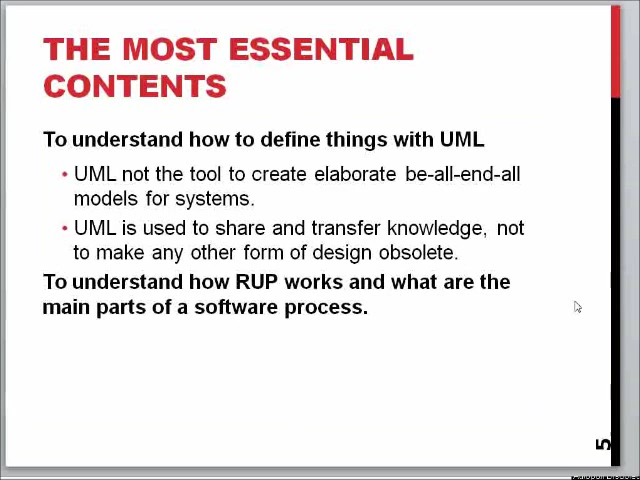 THE MOST ESSENTIAL
CONTENTS
To understand how to define things with UML
• UML not the tool to create elaborate be-all-end-all
models for systems.
• UML is used to share and transfer knowledge, not
to make any other form of design obsolete.
To understand how RUP works and what are the
main parts of a software process.
5